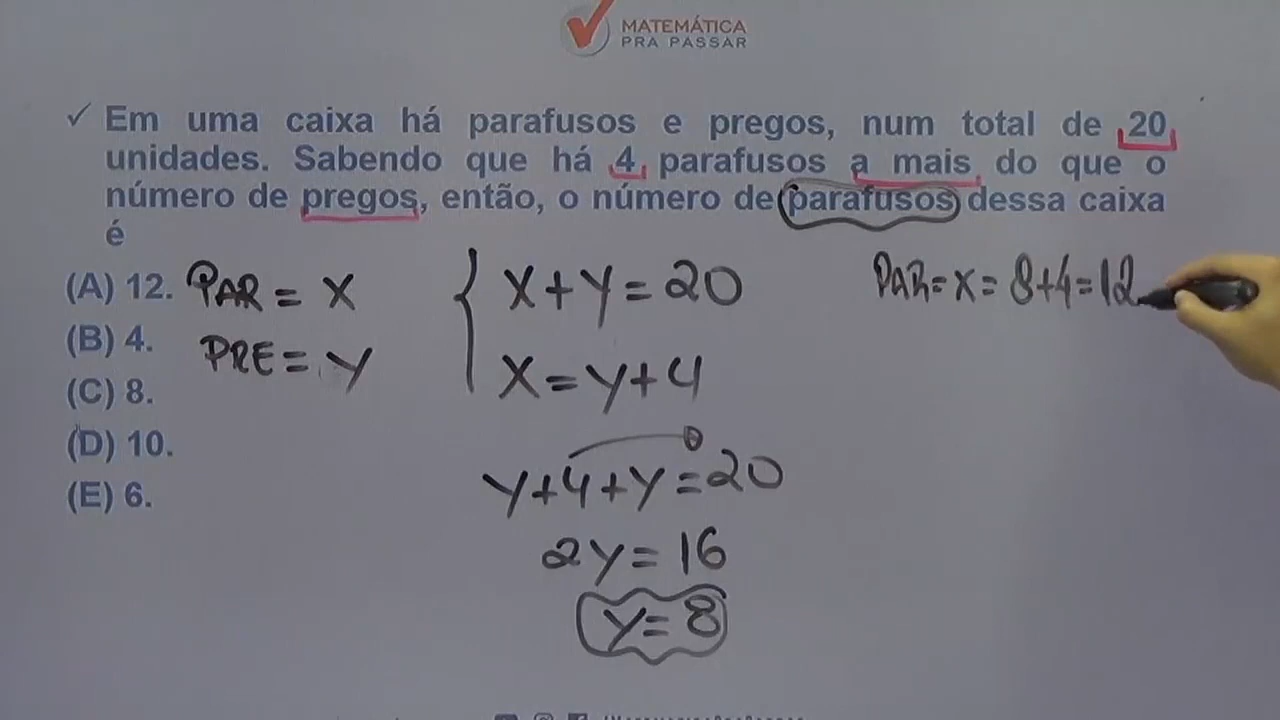 MATEMÁTICA
PRA PASSAR
✓ Em uma caixa há parafusos e pregos, num total de 20
unidades. Sabendo que há 4 parafusos a mais do que o
número de pregos, então, o número de parafusos dessa caixa
é
(A) 12.
(B) 4.
(C) 8.
(D) 10.
(E) 6.
PAR = X
PRE = Y
X+Y=20
X=Y+4
Y+4+Y=20
2Y=16
Y=8
PAR=X=8+4=12